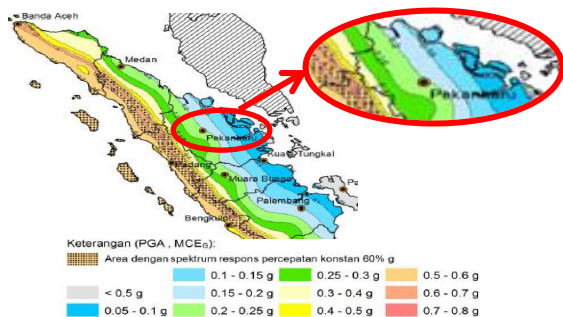 Banda Aceh
Medan
Pekanbaru
Pekanbaru
Kuala Tungkal
Padang
Muara Bungo
Pa
Palembang
Bengkulu
Keterangan (PGA , MCEG):
Area dengan spektrum respons percepatan konstan 60% g
0.1 - 0.15 g
0.25 - 0.3 g
0.5 - 0.6 g
< 0.5 g
0.15 - 0.2 g
0.3 - 0.4 g
0.6 - 0.7 g
0.05 - 0.1 g
0.2 - 0.25 g
0.4 - 0.5 g
0.7 - 0.8 g